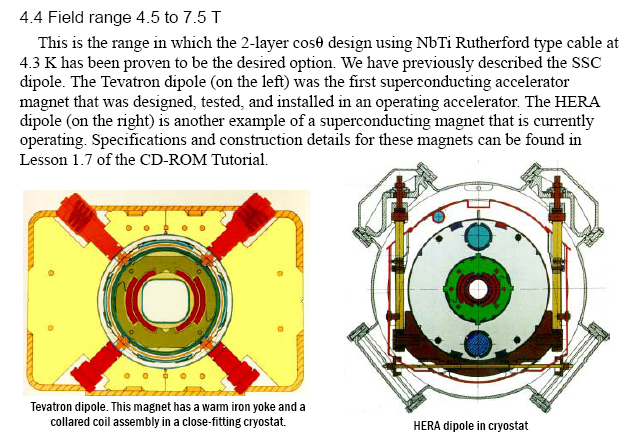 4.4 Field range 4.5 to 7.5 T
This is the range in which the 2-layer cosθ design using NbTi Rutherford type cable at
4.3 K has been proven to be the desired option. We have previously described the SSC
dipole. The Tevatron dipole (on the left) was the first superconducting accelerator
magnet that was designed, tested, and installed in an operating accelerator. The HERA
dipole (on the right) is another example of a superconducting magnet that is currently
operating. Specifications and construction details for these magnets can be found in
Lesson 1.7 of the CD-ROM Tutorial.
Tevatron dipole. This magnet has a warm iron yoke and a
collared coil assembly in a close-fitting cryostat.
HERA dipole in cryostat